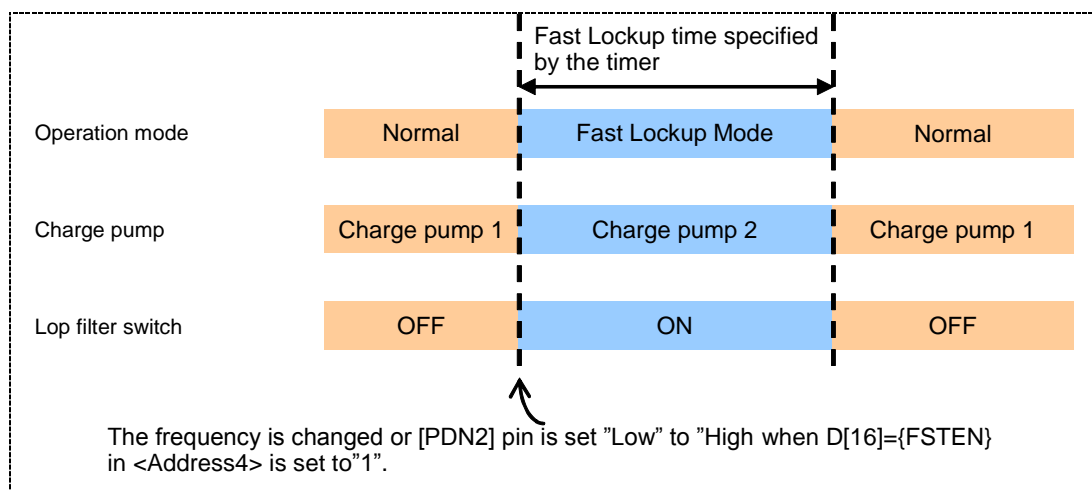 Fast Lockup time specified
by the timer
Operation mode
Normal
Fast Lockup Mode
Normal
Charge pump
Charge pump 1
Charge pump 2
Charge pump 1
Lop filter switch
OFF
ON
OFF
The frequency is changed or [PDN2] pin is set ”Low” to ”High when D[16]={FSTEN}
in <Address4> is set to”1”.